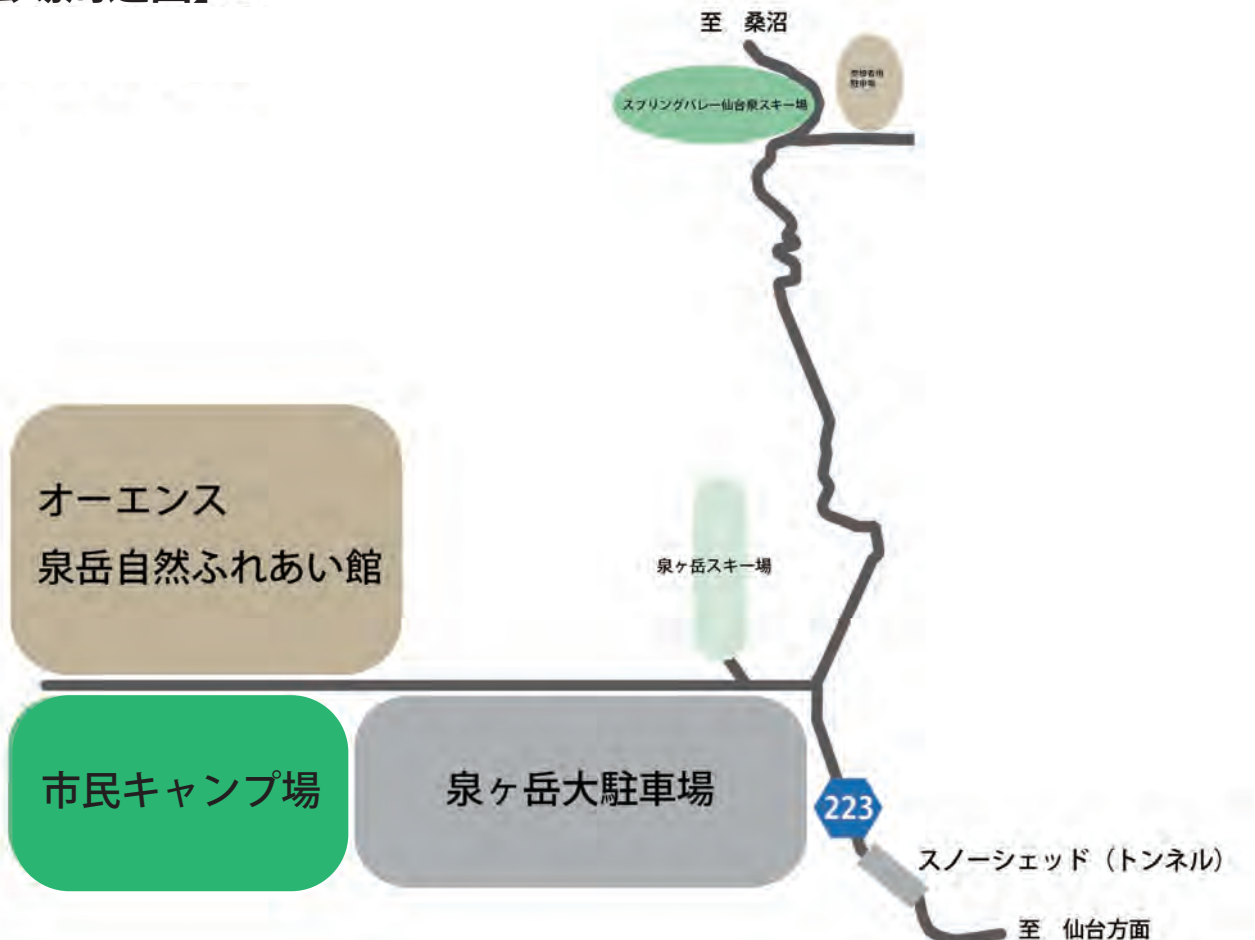 至　桑沼
スプリングバレー仙台泉スキー場
駐車場
オーエンス
泉岳自然ふれあい館
泉ヶ岳スキー場
市民キャンプ場
泉ヶ岳大駐車場
223
スノーシェッド（トンネル）
至　仙台方面